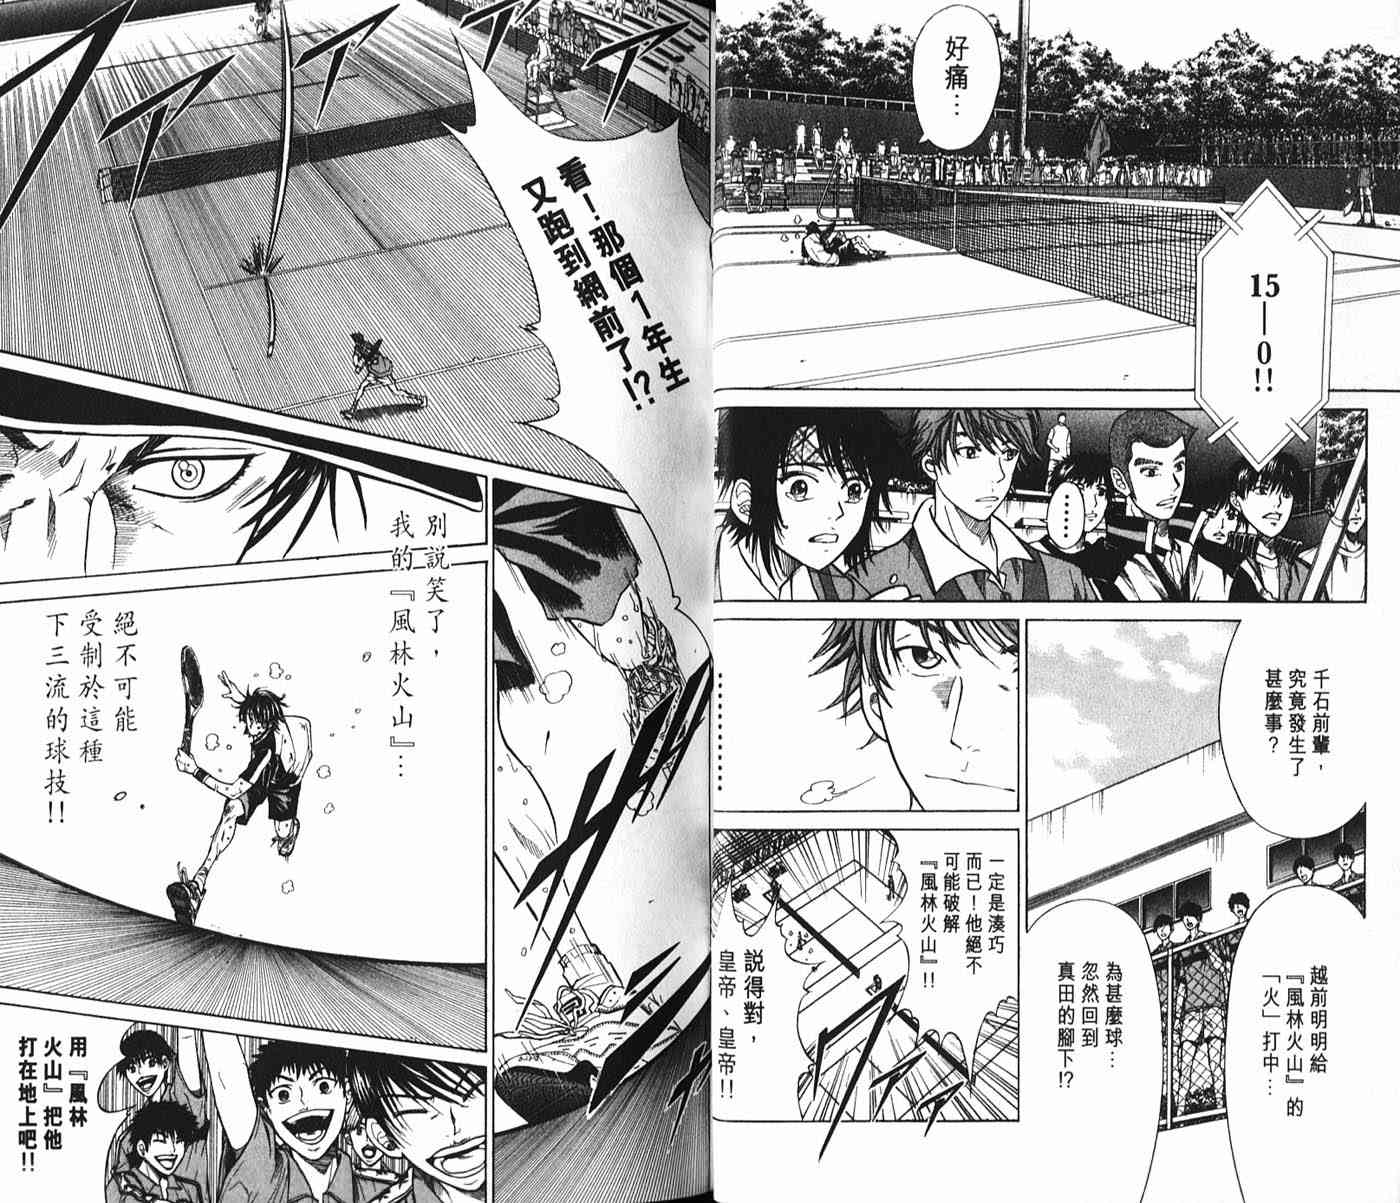 好痛…
15—0!!
……
千石前輩，
究竟發生了
甚麼事？
越前明明給
『風林火山』的
「火」打中…
為甚麼球…
忽然回到
真田的腳下!?
…………
一定是湊巧
而已！他絕不
可能破解
『風林火山』!!
說得對，
皇帝、皇帝!!
看！那個1年生
又跑到網前了!?
別說笑了，
我的『風林火山』…
絕不可能
受制於這種
下三流的球技!!
用『風林
火山』把他
打在地上吧!!